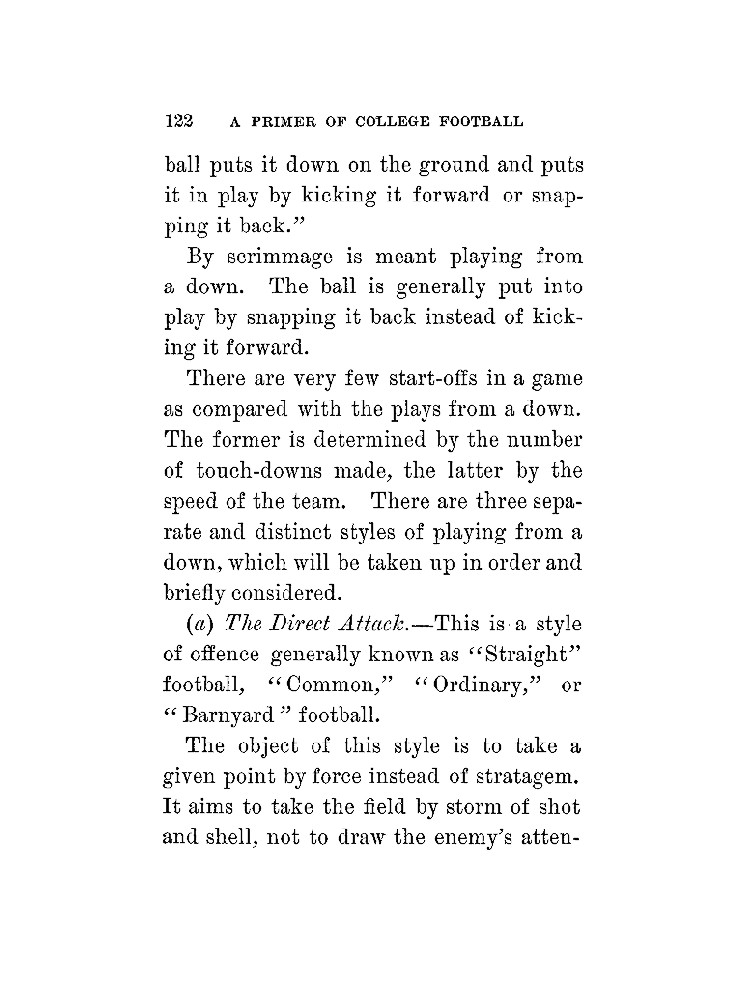 122 A PRIMER OF COLLEGE FOOTBALL
ball puts it down on the ground and puts
it in play by kicking it forward or snap-
ping it back.”
By scrimmage is meant playing from
a down. The ball is generally put into
play by snapping it back instead of kick-
ing it forward.
There are very few start-offs in a game
as compared with the plays from a down.
The former is determined by the number
of touch-downs made, the latter by the
speed of the team. There are three sepa-
rate and distinct styles of playing from a
down, which will be taken up in order and
briefly considered.
(a) The Direct Attack.—This is a style
of offence generally known as “Straight”
football, “Common,” “Ordinary,” or
“Barnyard” football.
The object of this style is to take a
given point by force instead of stratagem.
It aims to take the field by storm of shot
and shell, not to draw the enemy’s atten-